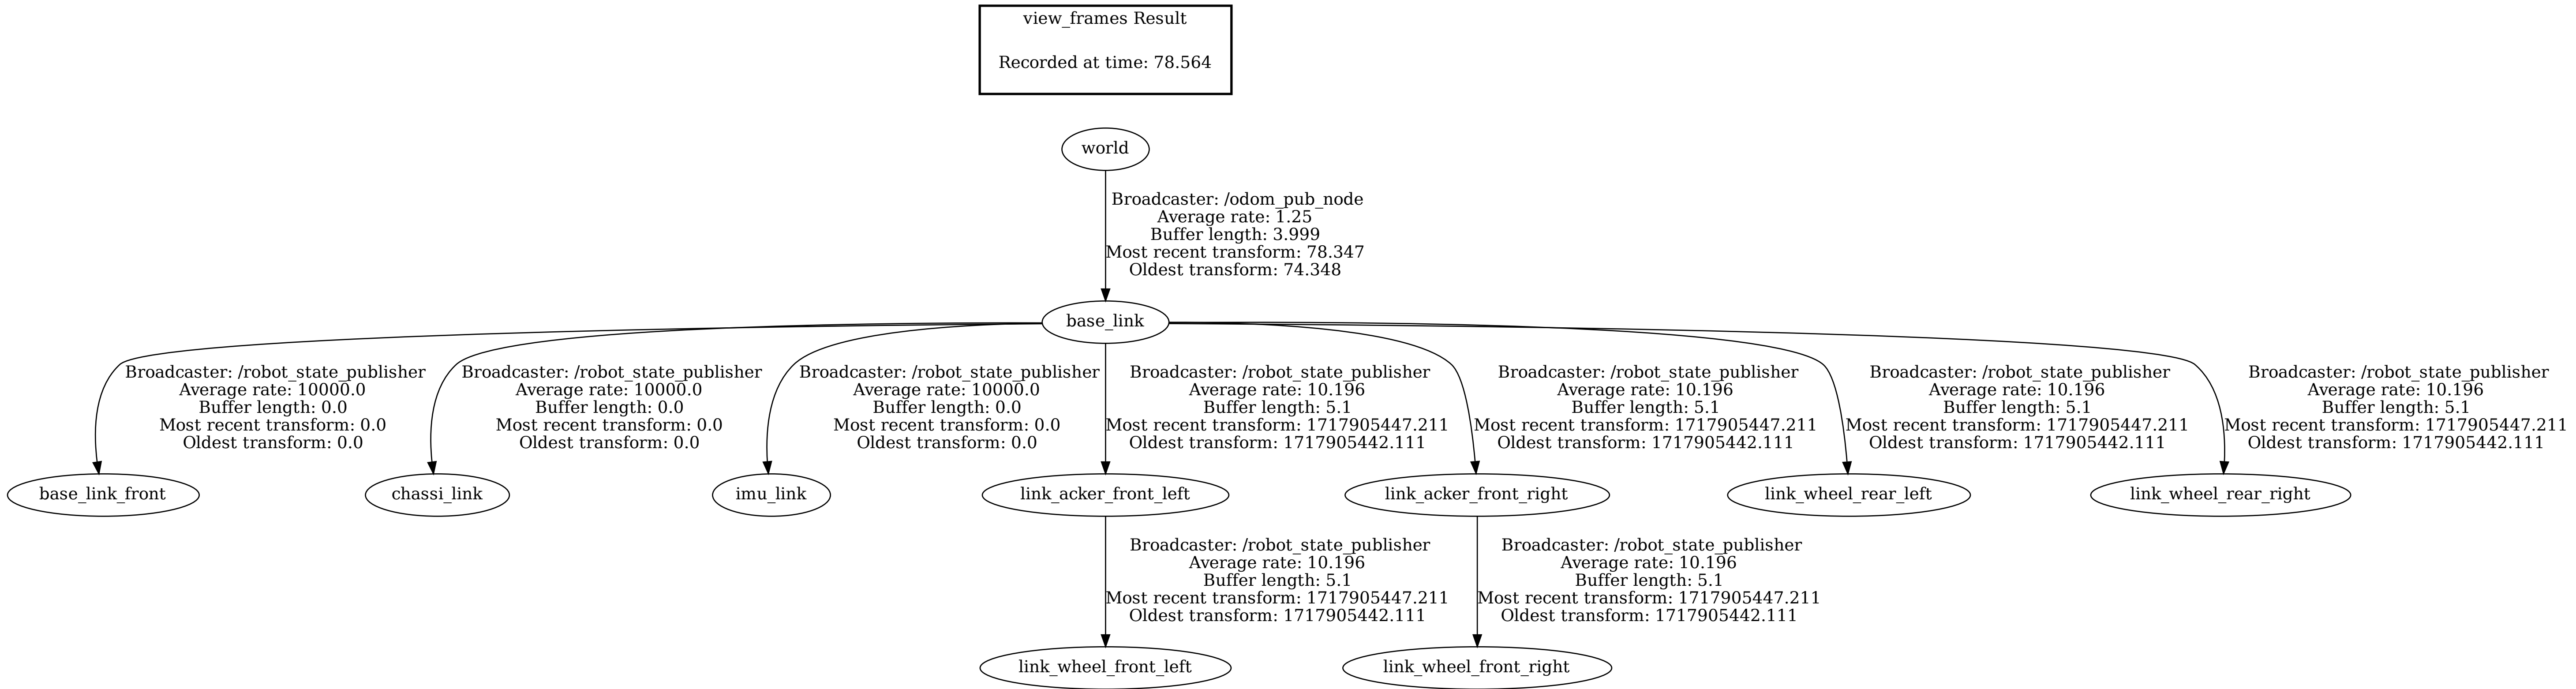 view_frames Result
Recorded at time: 78.564
world
Broadcaster: /odom_pub_node
Average rate: 1.25
Buffer length: 3.999
Most recent transform: 78.347
Oldest transform: 74.348
base_link
Broadcaster: /robot_state_publisher
Average rate: 10000.0
Buffer length: 0.0
Most recent transform: 0.0
Oldest transform: 0.0
Broadcaster: /robot_state_publisher
Average rate: 10000.0
Buffer length: 0.0
Most recent transform: 0.0
Oldest transform: 0.0
Broadcaster: /robot_state_publisher
Average rate: 10000.0
Buffer length: 0.0
Most recent transform: 0.0
Oldest transform: 0.0
Broadcaster: /robot_state_publisher
Average rate: 10.196
Buffer length: 5.1
Most recent transform: 1717905447.211
Oldest transform: 1717905442.111
Broadcaster: /robot_state_publisher
Average rate: 10.196
Buffer length: 5.1
Most recent transform: 1717905447.211
Oldest transform: 1717905442.111
Broadcaster: /robot_state_publisher
Average rate: 10.196
Buffer length: 5.1
Most recent transform: 1717905447.211
Oldest transform: 1717905442.111
Broadcaster: /robot_state_publisher
Average rate: 10.196
Buffer length: 5.1
Most recent transform: 1717905447.211
Oldest transform: 1717905442.111
base_link_front
chassi_link
imu_link
link_acker_front_left
link_acker_front_right
link_wheel_rear_left
link_wheel_rear_right
Broadcaster: /robot_state_publisher
Average rate: 10.196
Buffer length: 5.1
Most recent transform: 1717905447.211
Oldest transform: 1717905442.111
Broadcaster: /robot_state_publisher
Average rate: 10.196
Buffer length: 5.1
Most recent transform: 1717905447.211
Oldest transform: 1717905442.111
link_wheel_front_left
link_wheel_front_right